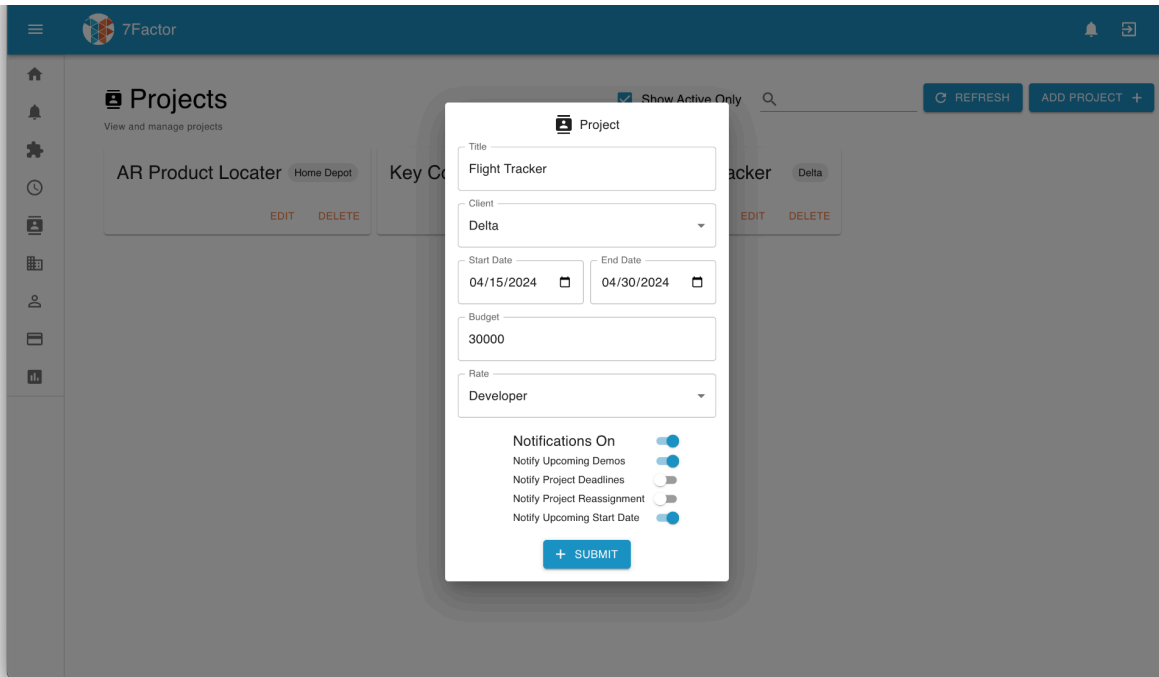 7Factor
Projects
View and manage projects
Show Active Only
REFRESH
ADD PROJECT +
AR Product Locater Home Depot
EDIT DELETE
Key
Delta
EDIT DELETE
Project
Title
Flight Tracker
Client
Delta
Start Date
04/15/2024
End Date
04/30/2024
Budget
30000
Rate
Developer
Notifications On
Notify Upcoming Demos
Notify Project Deadlines
Notify Project Reassignment
Notify Upcoming Start Date
+ SUBMIT